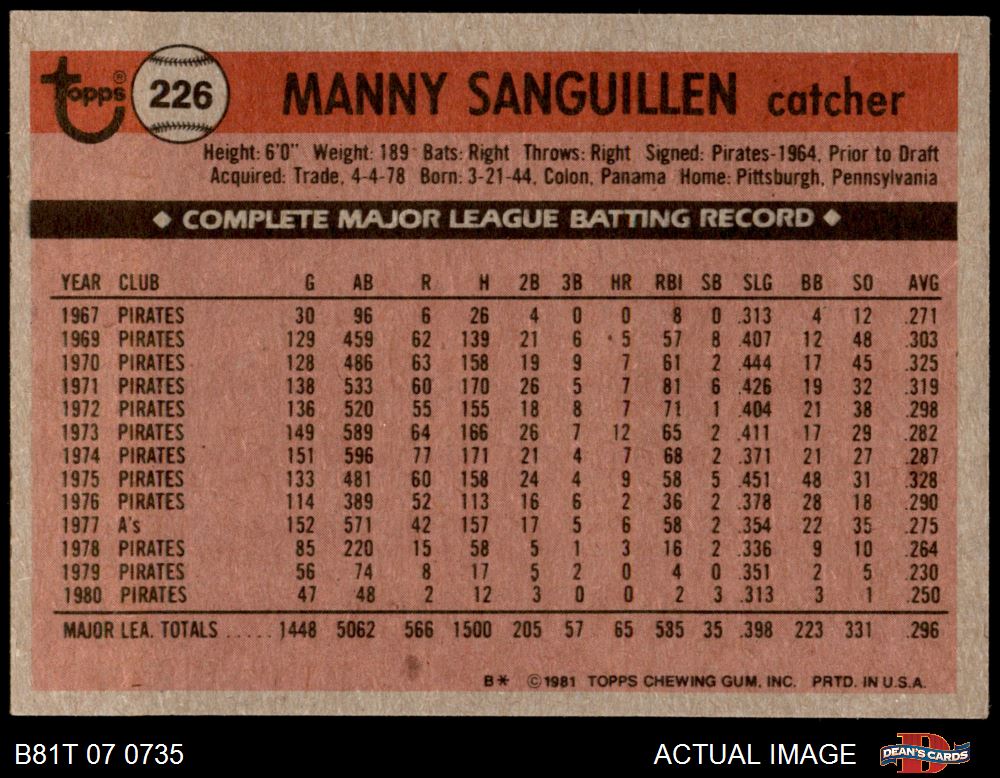 Topps® 226 MANNY SANGUILLEN catcher
Height: 6'0" Weight: 189 Bats: Right Throws: Right Signed: Pirates-1964, Prior to Draft
Acquired: Trade, 4-4-78 Born: 3-21-44, Colon, Panama Home: Pittsburgh, Pennsylvania
◆ COMPLETE MAJOR LEAGUE BATTING RECORD ◆
YEAR CLUB G AB R H 2B 3B HR RBI SB SLG BB SO AVG
1967 PIRATES 30 96 6 26 4 0 0 8 0 .313 4 12 .271
1969 PIRATES 129 459 62 139 21 6 5 57 8 .407 12 48 .303
1970 PIRATES 128 486 63 158 19 9 7 61 2 .444 17 45 .325
1971 PIRATES 138 533 60 170 26 5 7 81 6 .426 19 32 .319
1972 PIRATES 136 520 55 155 18 8 7 71 1 .404 21 38 .298
1973 PIRATES 149 589 64 166 26 7 12 65 2 .411 17 29 .282
1974 PIRATES 151 596 77 171 21 4 7 68 2 .371 21 27 .287
1975 PIRATES 133 481 60 158 24 4 9 58 5 .451 48 31 .328
1976 PIRATES 114 389 52 113 16 6 2 36 2 .378 28 18 .290
1977 A's 152 571 42 157 17 5 6 58 2 .354 22 35 .275
1978 PIRATES 85 220 15 58 5 1 3 16 2 .336 9 10 .264
1979 PIRATES 56 74 8 17 5 2 0 4 0 .351 2 5 .230
1980 PIRATES 47 48 2 12 3 0 0 2 3 .313 3 1 .250
MAJOR LEA. TOTALS ..... 1448 5062 566 1500 205 57 65 585 35 .398 223 331 .296
B* ©1981 TOPPS CHEWING GUM, INC. PRTD. IN U.S.A.
B81T 07 0735 ACTUAL IMAGE DEAN'S CARDS